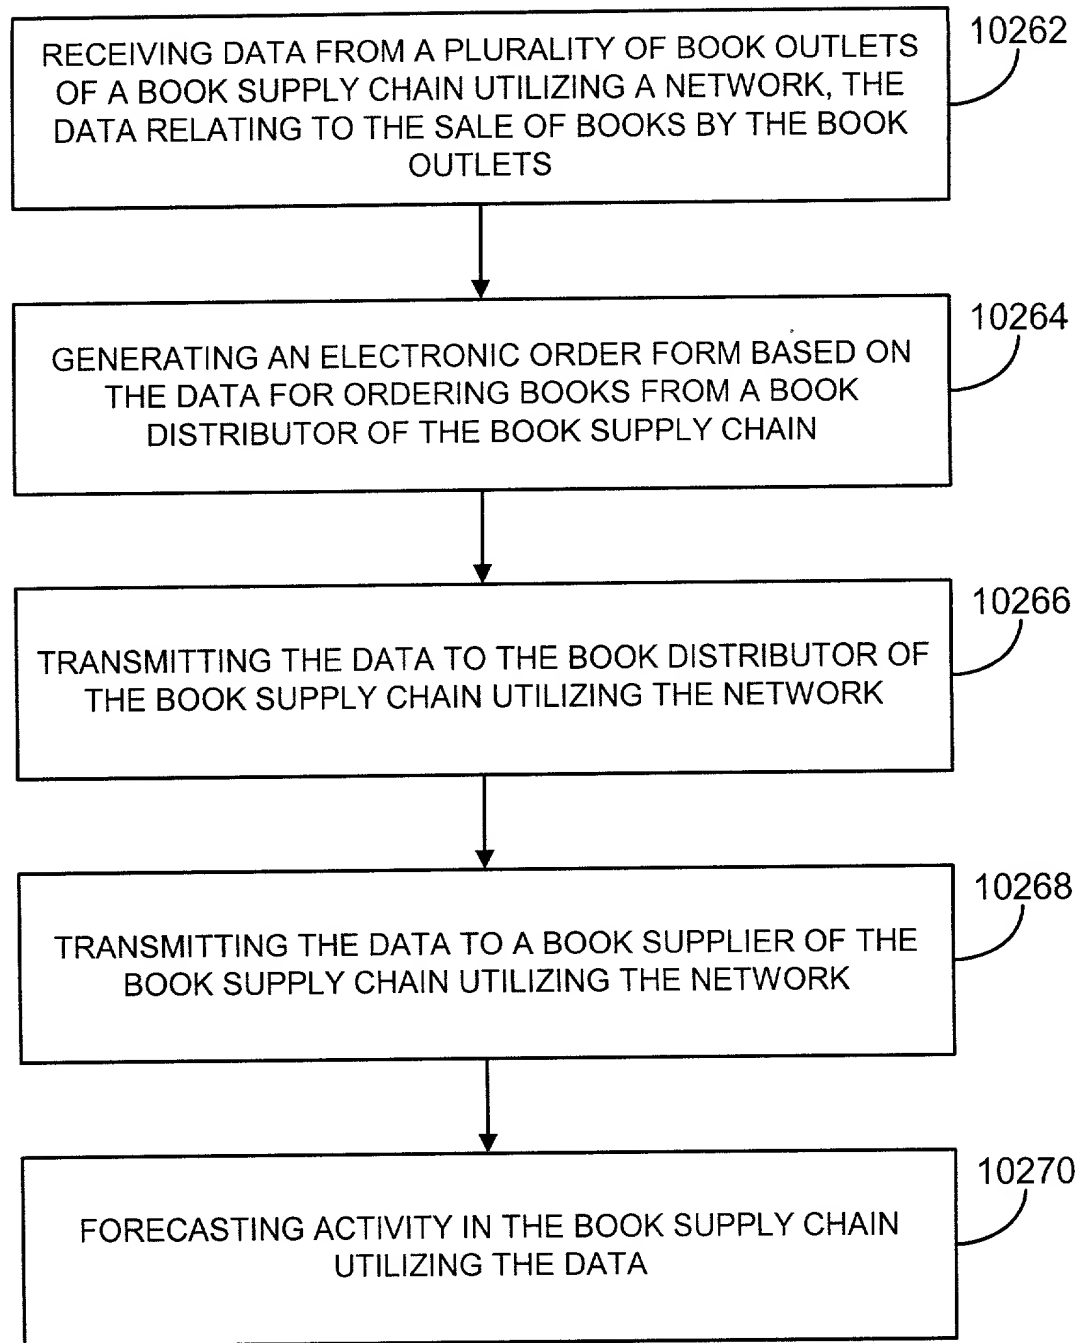 10262
RECEIVING DATA FROM A PLURALITY OF BOOK OUTLETS
OF A BOOK SUPPLY CHAIN UTILIZING A NETWORK, THE
DATA RELATING TO THE SALE OF BOOKS BY THE BOOK
OUTLETS
10264
GENERATING AN ELECTRONIC ORDER FORM BASED ON
THE DATA FOR ORDERING BOOKS FROM A BOOK
DISTRIBUTOR OF THE BOOK SUPPLY CHAIN
10266
TRANSMITTING THE DATA TO THE BOOK DISTRIBUTOR OF
THE BOOK SUPPLY CHAIN UTILIZING THE NETWORK
10268
TRANSMITTING THE DATA TO A BOOK SUPPLIER OF THE
BOOK SUPPLY CHAIN UTILIZING THE NETWORK
10270
FORECASTING ACTIVITY IN THE BOOK SUPPLY CHAIN
UTILIZING THE DATA